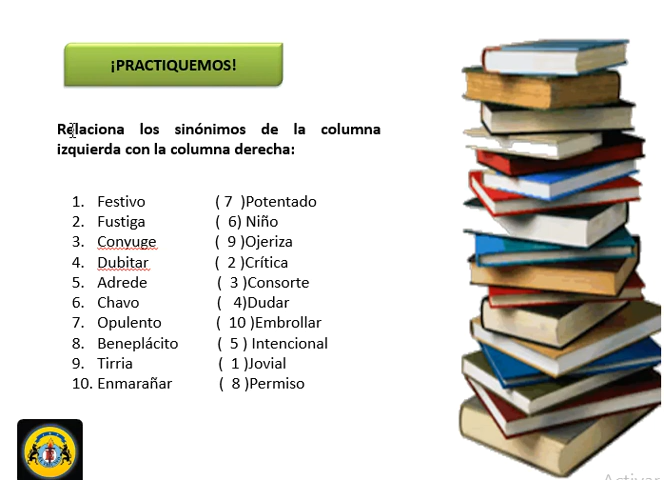 ¡PRACTIQUEMOS!
Relaciona los sinónimos de la columna
izquierda con la columna derecha:
1. Festivo ( 7 )Potentado
2. Fustiga ( 6) Niño
3. Conyuge ( 9 )Ojeriza
4. Dubitar ( 2 )Crítica
5. Adrede ( 3 )Consorte
6. Chavo ( 4)Dudar
7. Opulento ( 10 )Embrollar
8. Beneplácito ( 5 ) Intencional
9. Tirria ( 1 )Jovial
10. Enmarañar ( 8 )Permiso